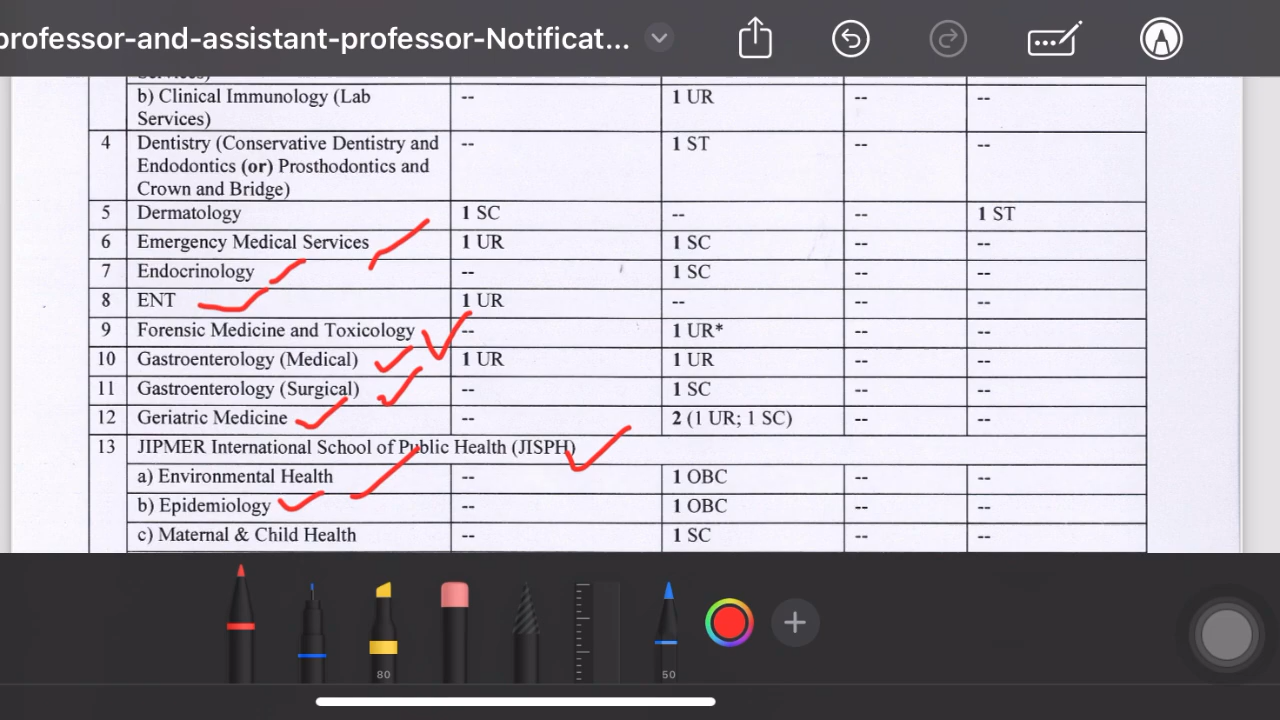 professor-and-assistant-professor-Notificat...
b) Clinical Immunology (Lab Services) -- 1 UR -- --
4 Dentistry (Conservative Dentistry and Endodontics (or) Prosthodontics and Crown and Bridge) -- 1 ST -- --
5 Dermatology 1 SC -- -- 1 ST
6 Emergency Medical Services 1 UR 1 SC -- --
7 Endocrinology -- 1 SC -- --
8 ENT 1 UR -- -- --
9 Forensic Medicine and Toxicology -- 1 UR* -- --
10 Gastroenterology (Medical) 1 UR 1 UR -- --
11 Gastroenterology (Surgical) -- 1 SC -- --
12 Geriatric Medicine -- 2 (1 UR; 1 SC) -- --
13 JIPMER International School of Public Health (JISPH)
a) Environmental Health -- 1 OBC -- --
b) Epidemiology -- 1 OBC -- --
c) Maternal & Child Health -- 1 SC -- --
80 50